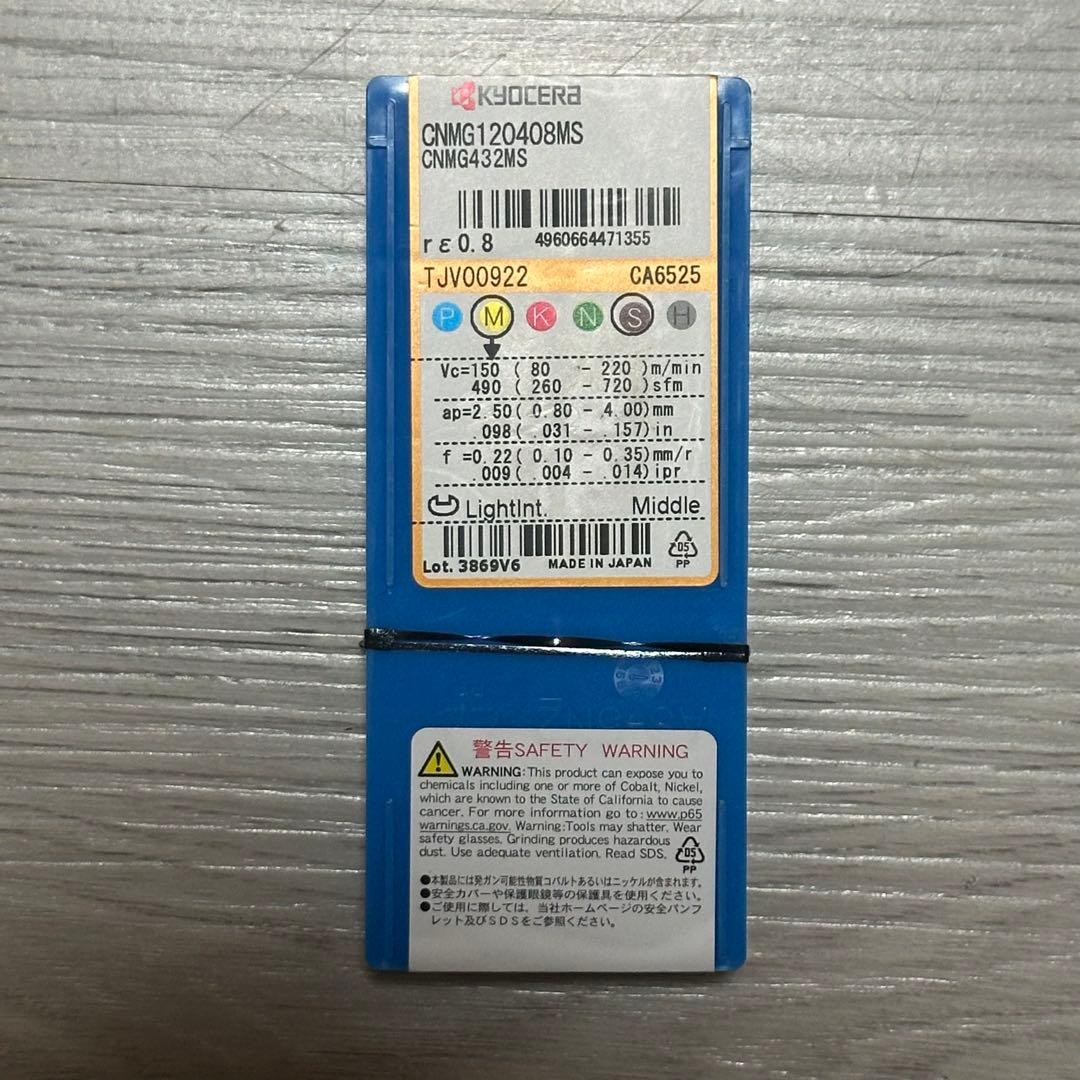 KYOCERA
CNMG120408MS
CNMG432MS
rε0.8 4960664471355
TJV00922 CA6525
P M K N S H
Vc=150 ( 80 - 220 )m/min
490 ( 260 - 720 )sfm
ap=2.50( 0.80 - 4.00)mm
.098( .031 - .157)in
f =0.22( 0.10 - 0.35)mm/r
.009( .004 - .014)ipr
LightInt. Middle
05
PP
Lot. 3869V6 MADE IN JAPAN
警告SAFETY WARNING
WARNING: This product can expose you to
chemicals including one or more of Cobalt, Nickel,
which are known to the State of California to cause
cancer. For more information go to : www.p65
warnings.ca.gov. Warning:Tools may shatter. Wear
safety glasses. Grinding produces hazardous
dust. Use adequate ventilation. Read SDS.
05
PP
●本製品には発ガン可能性物質コバルトあるいはニッケルが含まれます。
●安全カバーや保護眼鏡等の保護具を使用ください。
●ご使用に際しては、当社ホームページの安全パンフ
レット及びSDSをご参照ください。